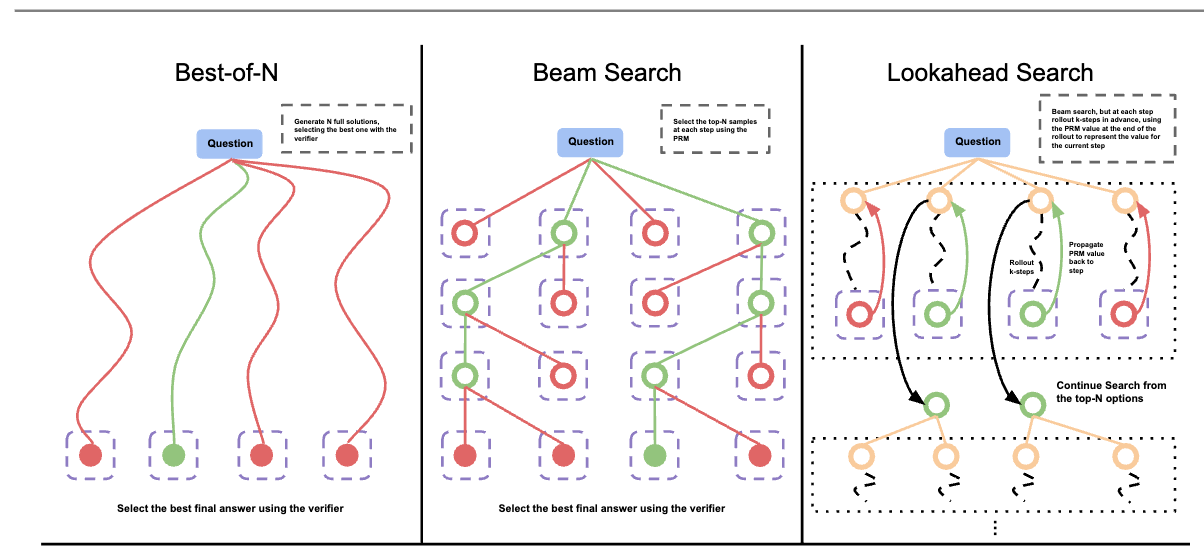 Best-of-N
Question
Generate N full solutions,
selecting the best one with the
verifier
Select the best final answer using the verifier
Beam Search
Question
Select the top-N samples
at each step using the
PRM
Select the best final answer using the verifier
Lookahead Search
Question
Beam search, but at each step
rollout k-steps in advance, using
the PRM value at the end of the
rollout to represent the value for
the current step
Rollout
k-steps
Propagate
PRM value
back to
step
Continue Search from
the top-N options